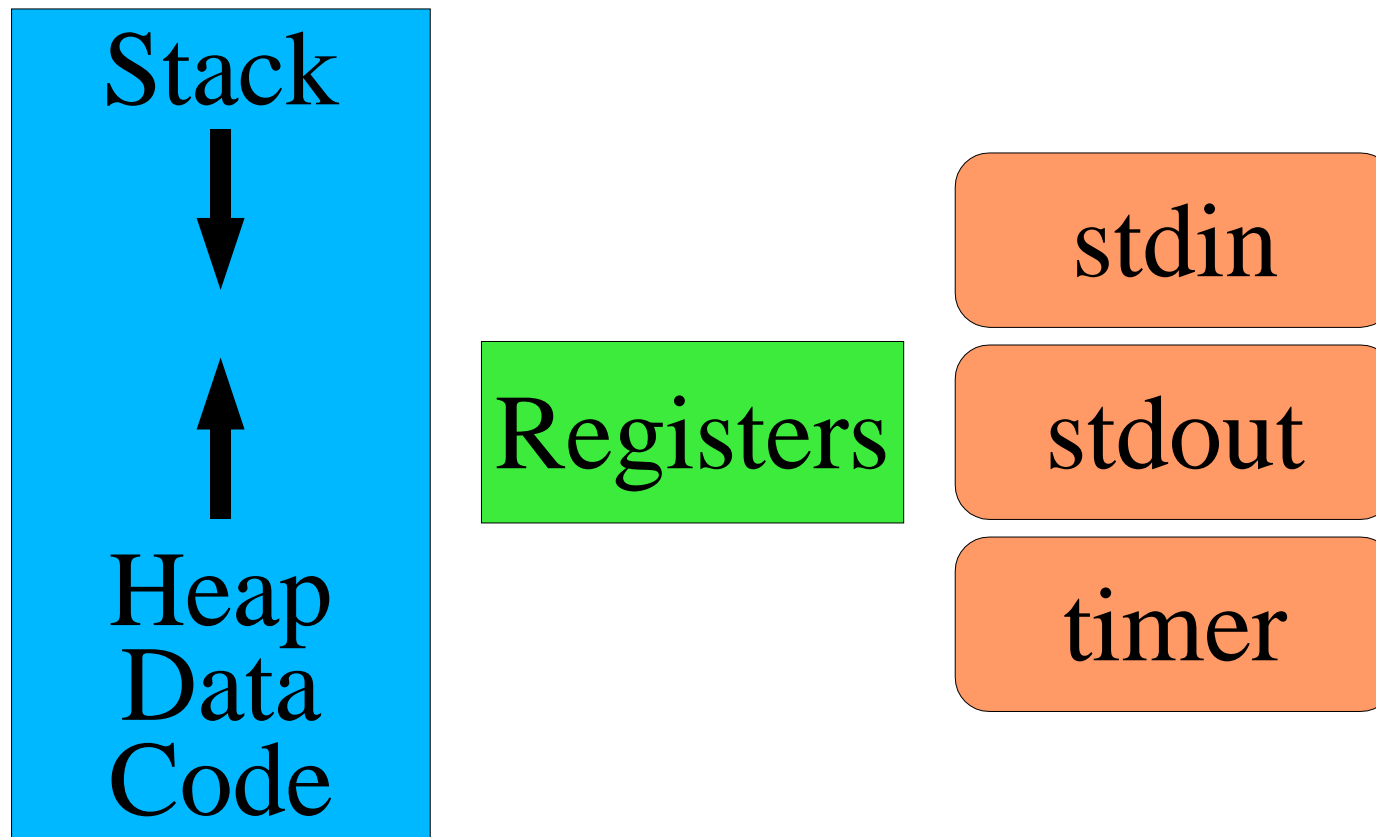 Stack
Heap
Data
Code
Registers
stdin
stdout
timer